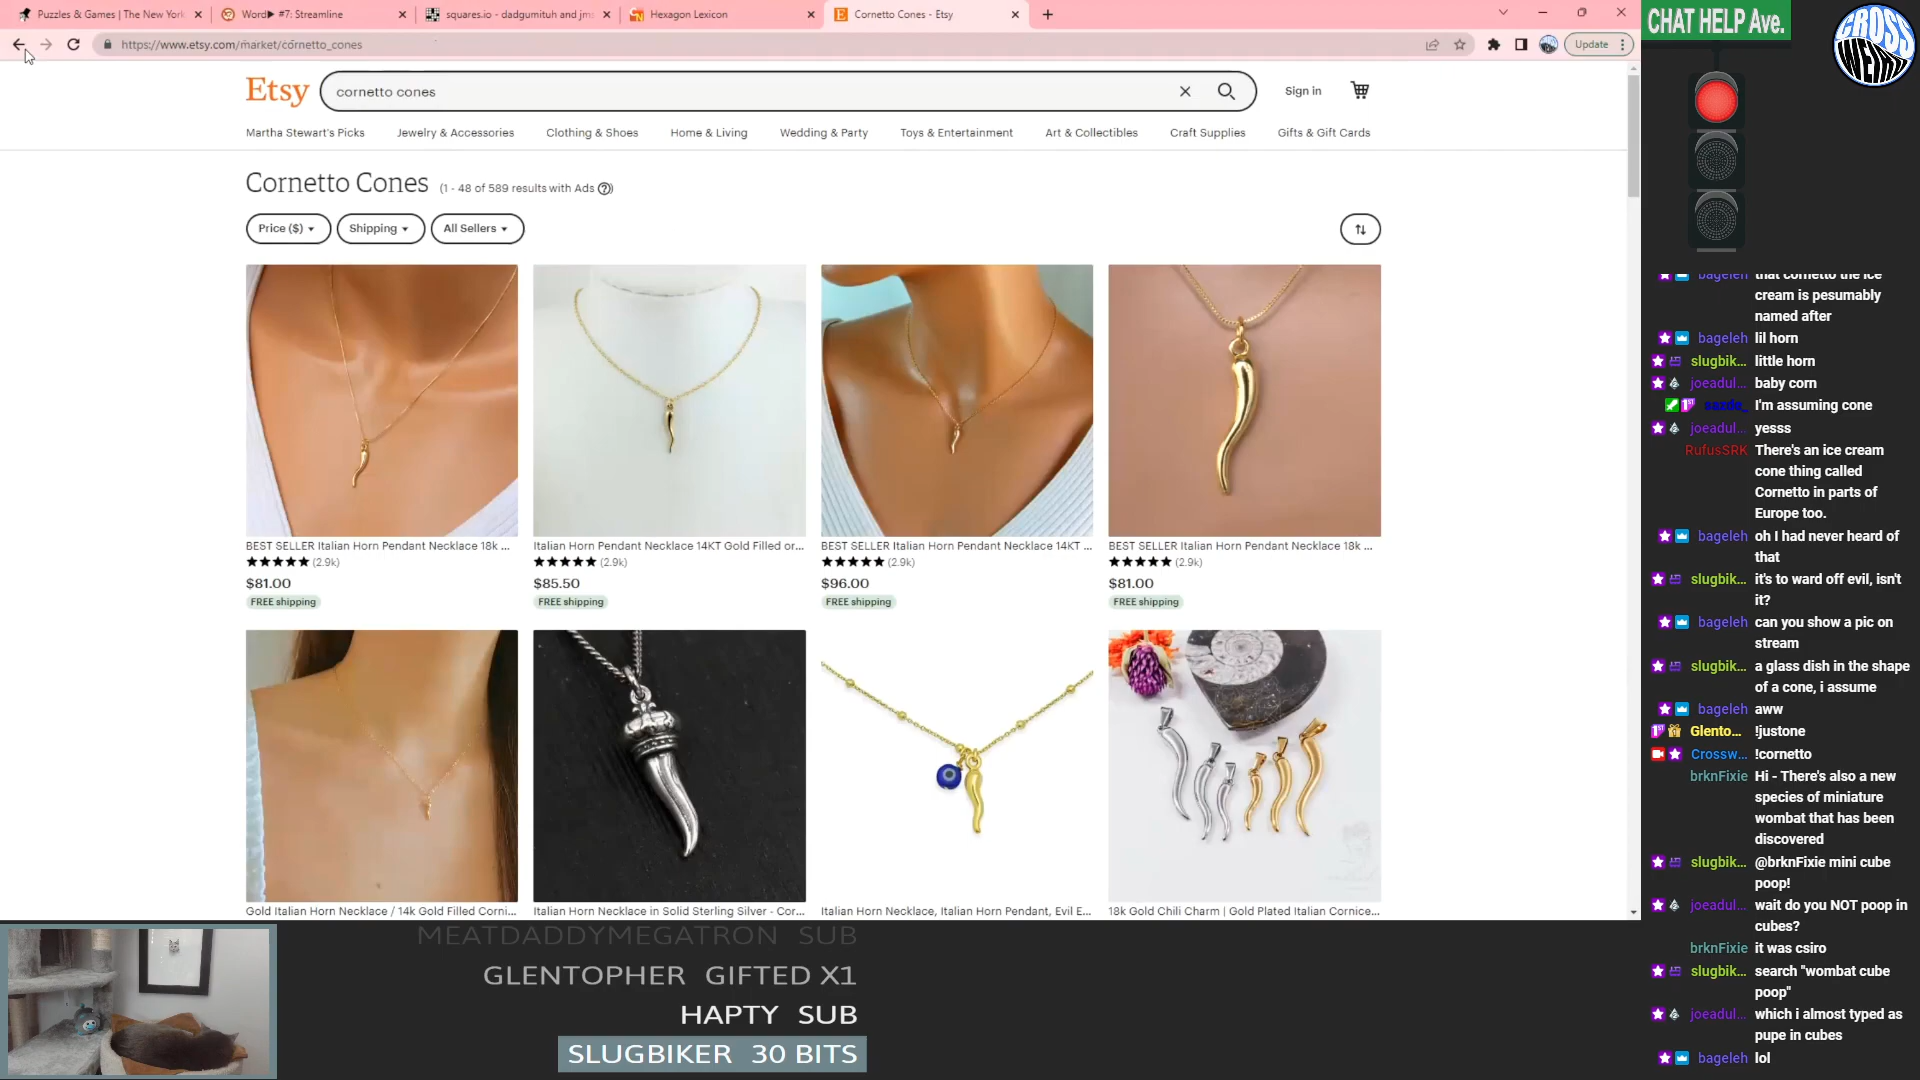 Puzzles & Games | The New York
Word▶ #7: Streamline
squares.io - dadgumituh and jms
Hexagon Lexicon
Cornetto Cones - Etsy
https://www.etsy.com/market/cornetto_cones
Update
Etsy
cornetto cones
Sign in
Martha Stewart's Picks
Jewelry & Accessories
Clothing & Shoes
Home & Living
Wedding & Party
Toys & Entertainment
Art & Collectibles
Craft Supplies
Gifts & Gift Cards
Cornetto Cones (1 - 48 of 589 results with Ads ?)
Price ($)
Shipping
All Sellers
BEST SELLER Italian Horn Pendant Necklace 18k ...
★★★★★ (2.9k)
$81.00
FREE shipping
Italian Horn Pendant Necklace 14KT Gold Filled or...
★★★★★ (2.9k)
$85.50
FREE shipping
BEST SELLER Italian Horn Pendant Necklace 14KT ...
★★★★★ (2.9k)
$96.00
FREE shipping
BEST SELLER Italian Horn Pendant Necklace 18k ...
★★★★★ (2.9k)
$81.00
FREE shipping
Gold Italian Horn Necklace / 14k Gold Filled Corni...
Italian Horn Necklace in Solid Sterling Silver - Cor...
Italian Horn Necklace, Italian Horn Pendant, Evil E...
18k Gold Chili Charm | Gold Plated Italian Cornice...
CHAT HELP Ave.
CROSS
WEIRD
bageleh that cornetto the ice
cream is pesumably
named after
bageleh lil horn
slugbik... little horn
joeadul... baby corn
I'm assuming cone
joeadul... yesss
RufusSRK There's an ice cream
cone thing called
Cornetto in parts of
Europe too.
bageleh oh I had never heard of
that
slugbik... it's to ward off evil, isn't
it?
bageleh can you show a pic on
stream
slugbik... a glass dish in the shape
of a cone, i assume
bageleh aww
Glento... !justone
Crossw... !cornetto
brknFixie Hi - There's also a new
species of miniature
wombat that has been
discovered
slugbik... @brknFixie mini cube
poop!
joeadul... wait do you NOT poop in
cubes?
brknFixie it was csiro
slugbik... search "wombat cube
poop"
joeadul... which i almost typed as
pupe in cubes
bageleh lol
MEATDADDYMEGATRON SUB
GLENTOPHER GIFTED X1
HAPTY SUB
SLUGBIKER 30 BITS